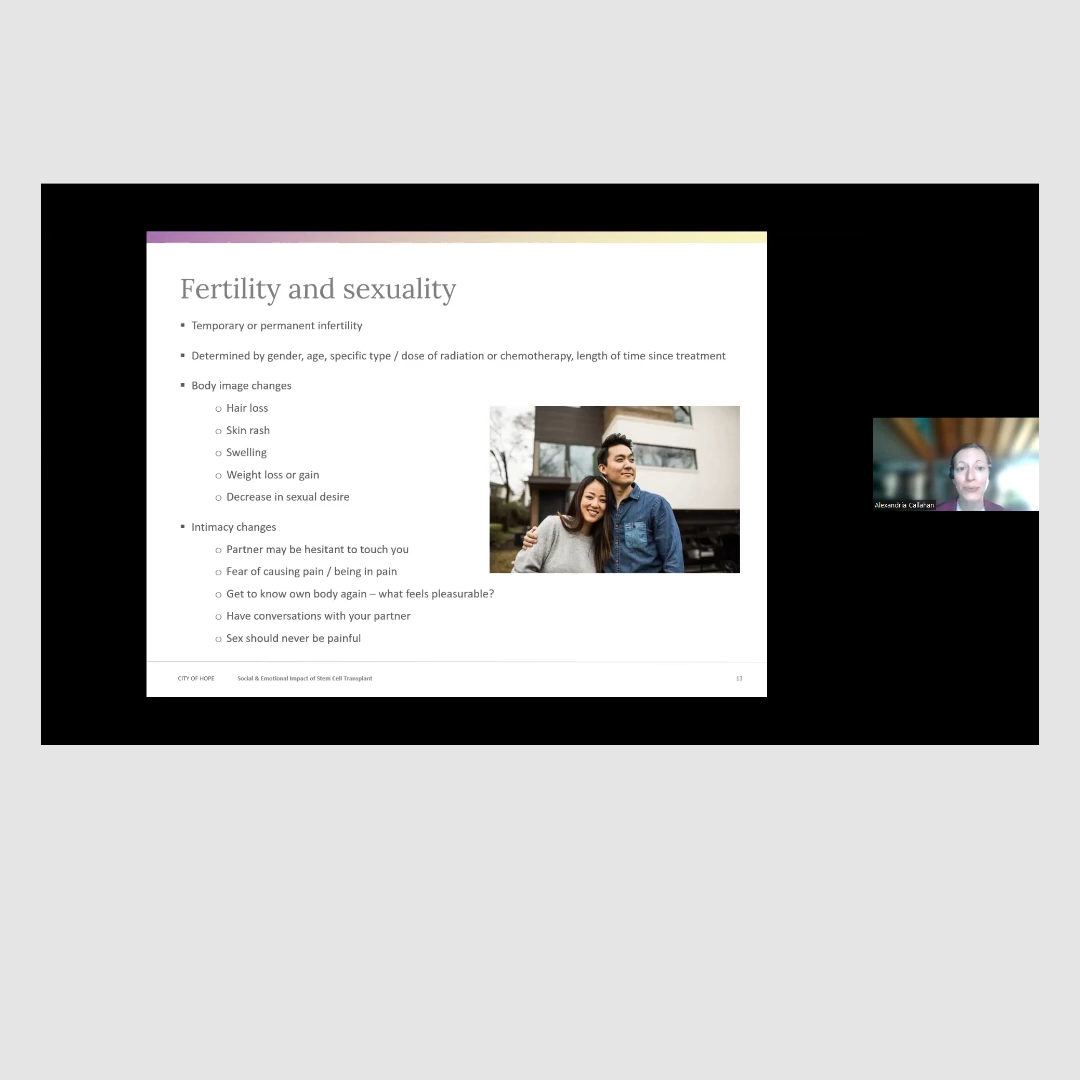 Fertility and sexuality
▪ Temporary or permanent infertility
▪ Determined by gender, age, specific type / dose of radiation or chemotherapy, length of time since treatment
▪ Body image changes
o Hair loss
o Skin rash
o Swelling
o Weight loss or gain
o Decrease in sexual desire
▪ Intimacy changes
o Partner may be hesitant to touch you
o Fear of causing pain / being in pain
o Get to know own body again – what feels pleasurable?
o Have conversations with your partner
o Sex should never be painful
CITY OF HOPE Social & Emotional Impact of Stem Cell Transplant 13
Alexandria Callahan